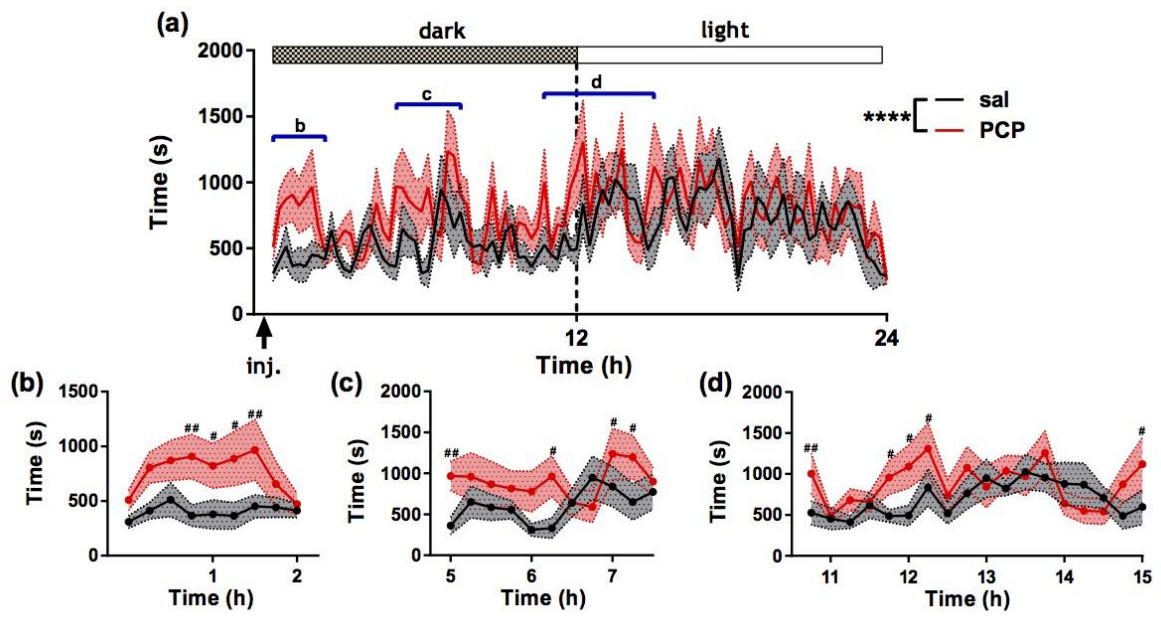 (a)
dark light
2000
1500
1000
500
0
Time (s)
b
c
d
**** sal
PCP
12 24
inj.
Time (h)
(b)
1500
1000
500
0
Time (s)
## # # ##
1 2
Time (h)
(c)
2000
1500
1000
500
0
Time (s)
## # # #
5 6 7
Time (h)
(d)
2000
1500
1000
500
0
Time (s)
## # # # #
11 12 13 14 15
Time (h)